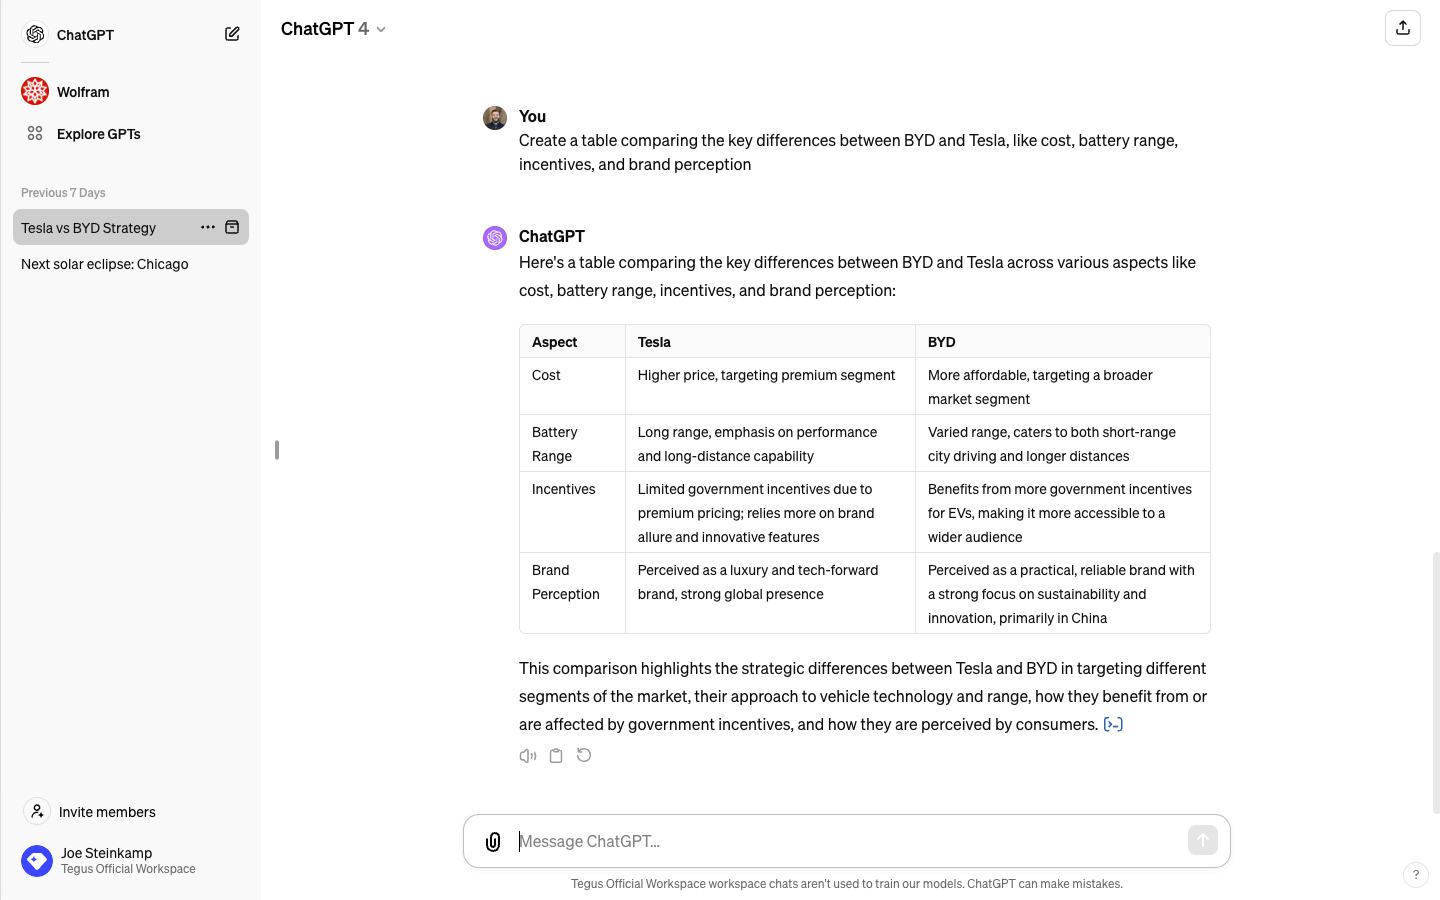 ChatGPT
Wolfram
Explore GPTs
Previous 7 Days
Tesla vs BYD Strategy
Next solar eclipse: Chicago
Invite members
Joe Steinkamp
Tegus Official Workspace
ChatGPT 4
You
Create a table comparing the key differences between BYD and Tesla, like cost, battery range,
incentives, and brand perception
ChatGPT
Here's a table comparing the key differences between BYD and Tesla across various aspects like
cost, battery range, incentives, and brand perception:
Aspect Tesla BYD
Cost Higher price, targeting premium segment More affordable, targeting a broader
market segment
Battery Long range, emphasis on performance Varied range, caters to both short-range
Range and long-distance capability city driving and longer distances
Incentives Limited government incentives due to Benefits from more government incentives
premium pricing; relies more on brand for EVs, making it more accessible to a
allure and innovative features wider audience
Brand Perceived as a luxury and tech-forward Perceived as a practical, reliable brand with
Perception brand, strong global presence a strong focus on sustainability and
innovation, primarily in China
This comparison highlights the strategic differences between Tesla and BYD in targeting different
segments of the market, their approach to vehicle technology and range, how they benefit from or
are affected by government incentives, and how they are perceived by consumers. [>_]
Message ChatGPT...
Tegus Official Workspace workspace chats aren't used to train our models. ChatGPT can make mistakes.
?